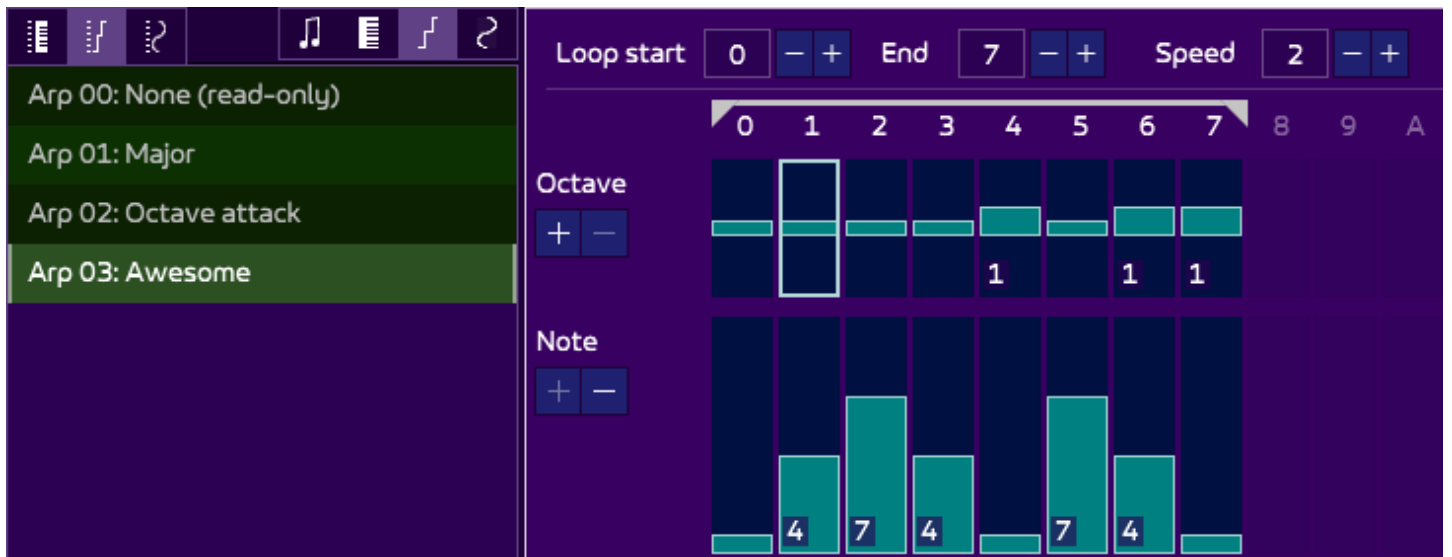 Arp 00: None (read-only)
Arp 01: Major
Arp 02: Octave attack
Arp 03: Awesome
Loop start 0 − + End 7 − + Speed 2 − +
0 1 2 3 4 5 6 7 8 9 A
Octave
+ −
1 1 1
Note
+ −
4 7 4 7 4